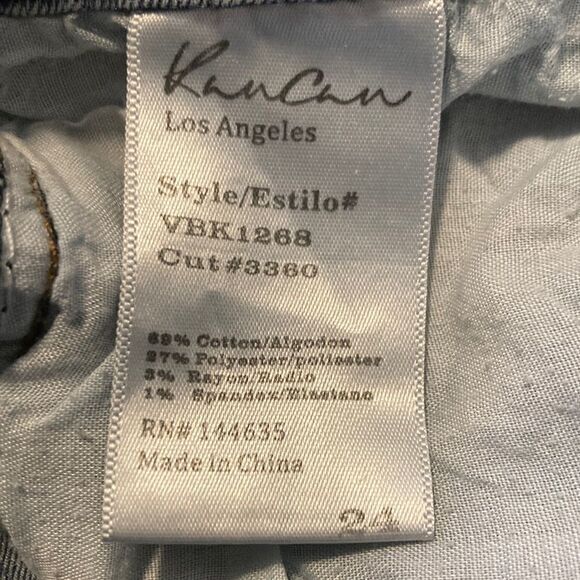 KanCan
Los Angeles
Style/Estilo#
VBK1268
Cut #3360
69% Cotton/Algodon
27% Polyester/poliester
3% Rayon/Radio
1% Spandex/Elastano
RN# 144635
Made in China
24